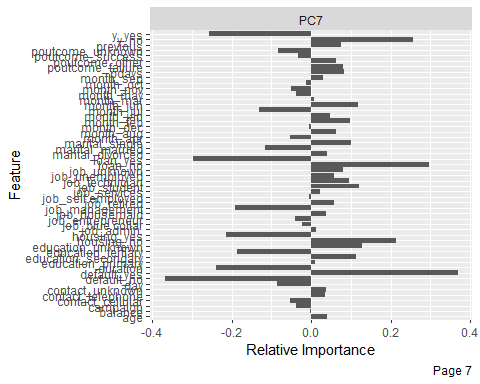 PC7
Feature
y_yes
y_no
previous
poutcome_unknown
poutcome_success
poutcome_other
poutcome_failure
pdays
month_sep
month_oct
month_nov
month_may
month_mar
month_jun
month_jul
month_jan
month_feb
month_dec
month_aug
month_apr
marital_single
marital_married
marital_divorced
loan_yes
loan_no
job_unknown
job_unemployed
job_technician
job_student
job_services
job_self.employed
job_retired
job_management
job_housemaid
job_entrepreneur
job_blue.collar
job_admin.
housing_yes
housing_no
education_unknown
education_tertiary
education_secondary
education_primary
duration
default_yes
default_no
day
contact_unknown
contact_telephone
contact_cellular
campaign
balance
age
-0.4 -0.2 0.0 0.2 0.4
Relative Importance
Page 7